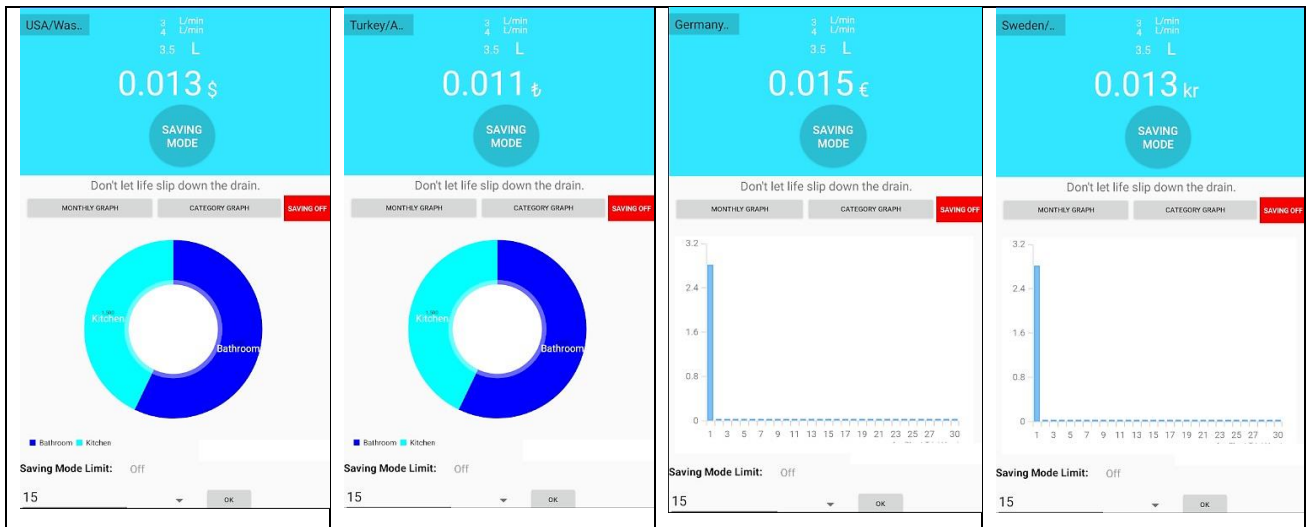 USA/Was..
3 L/min
4 L/min
3.5 L
0.013 $
SAVING
MODE
Don't let life slip down the drain.
MONTHLY GRAPH CATEGORY GRAPH SAVING OFF
Kitchen
Bathroom
Bathroom Kitchen
Saving Mode Limit: Off
15 OK
Turkey/A..
3 L/min
4 L/min
3.5 L
0.011 ₺
SAVING
MODE
Don't let life slip down the drain.
MONTHLY GRAPH CATEGORY GRAPH SAVING OFF
Kitchen
Bathroom
Bathroom Kitchen
Saving Mode Limit: Off
15 OK
Germany..
3 L/min
4 L/min
3.5 L
0.015 €
SAVING
MODE
Don't let life slip down the drain.
MONTHLY GRAPH CATEGORY GRAPH SAVING OFF
3.2
2.4
1.6
0.8
0
1 3 5 7 9 11 13 15 17 19 21 23 25 27 30
Saving Mode Limit: Off
15 OK
Sweden/..
3 L/min
4 L/min
3.5 L
0.013 kr
SAVING
MODE
Don't let life slip down the drain.
MONTHLY GRAPH CATEGORY GRAPH SAVING OFF
3.2
2.4
1.6
0.8
0
1 3 5 7 9 11 13 15 17 19 21 23 25 27 30
Saving Mode Limit: Off
15 OK